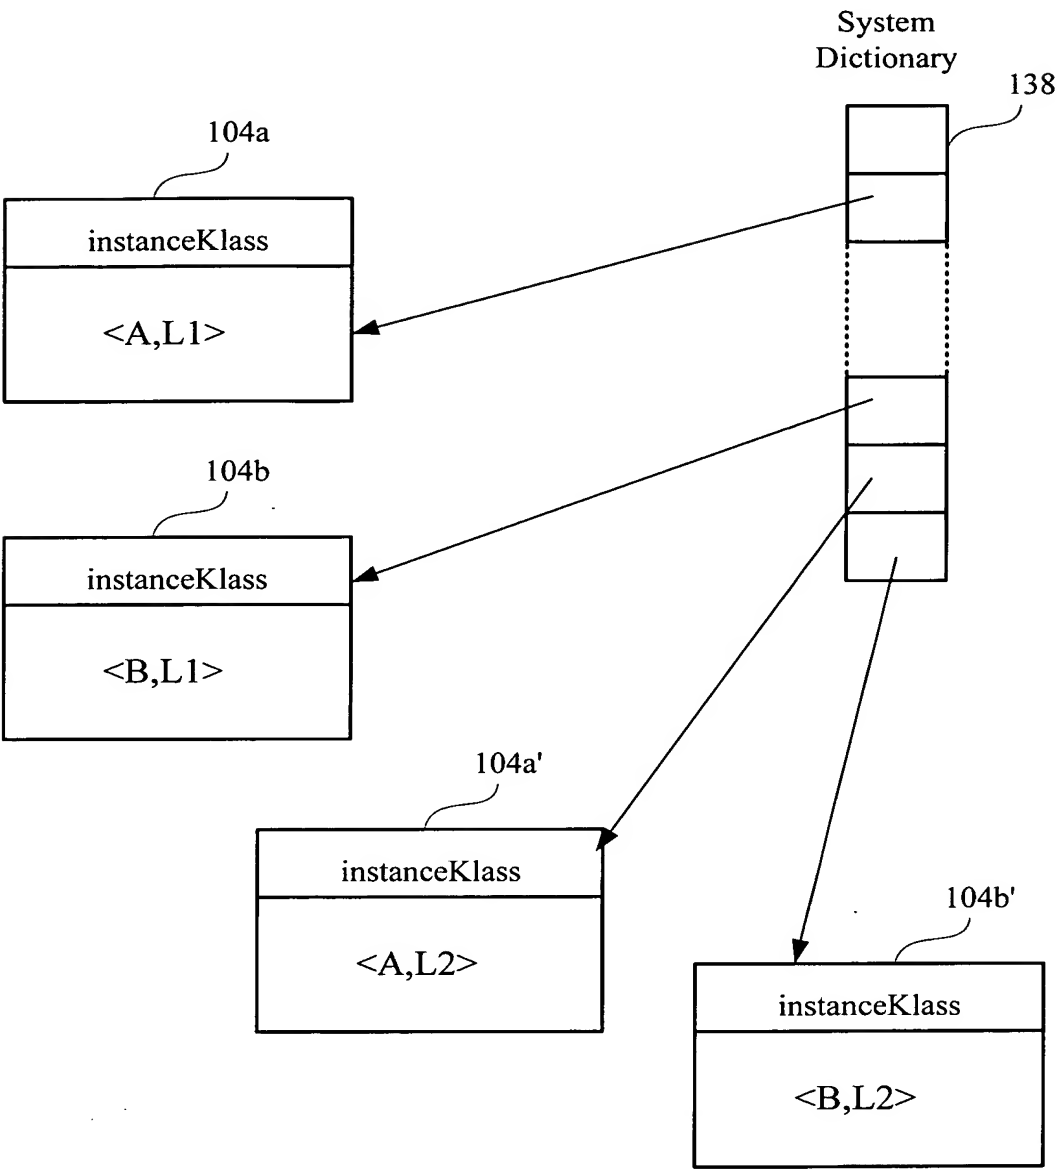 System
Dictionary
138
104a
instanceKlass
<A,L1>
104b
instanceKlass
<B,L1>
104a'
instanceKlass
<A,L2>
104b'
instanceKlass
<B,L2>